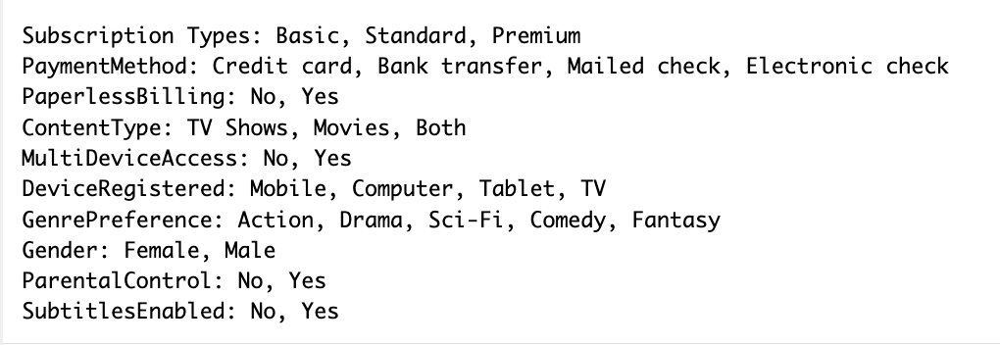 Subscription Types: Basic, Standard, Premium
PaymentMethod: Credit card, Bank transfer, Mailed check, Electronic check
PaperlessBilling: No, Yes
ContentType: TV Shows, Movies, Both
MultiDeviceAccess: No, Yes
DeviceRegistered: Mobile, Computer, Tablet, TV
GenrePreference: Action, Drama, Sci-Fi, Comedy, Fantasy
Gender: Female, Male
ParentalControl: No, Yes
SubtitlesEnabled: No, Yes